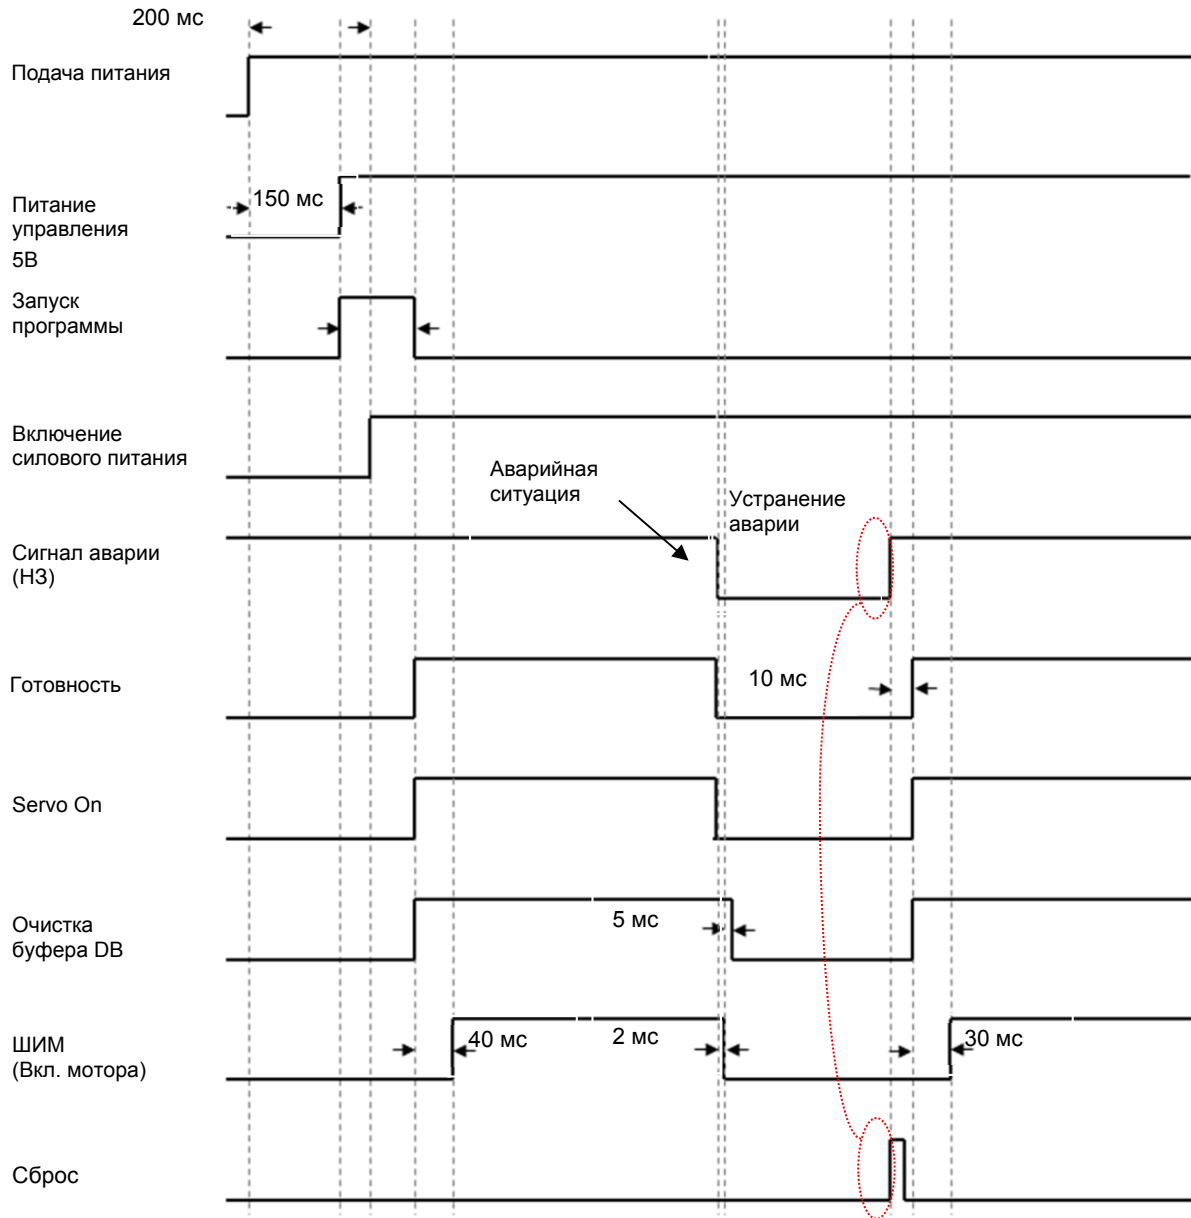 200 мс
Подача питания
150 мс
Питание
управления
5В
Запуск
программы
Включение
силового питания
Аварийная
ситуация
Устранение
аварии
Сигнал аварии
(НЗ)
Готовность
10 мс
Servo On
Очистка
буфера DB
5 мс
ШИМ
(Вкл. мотора)
40 мс
2 мс
30 мс
Сброс